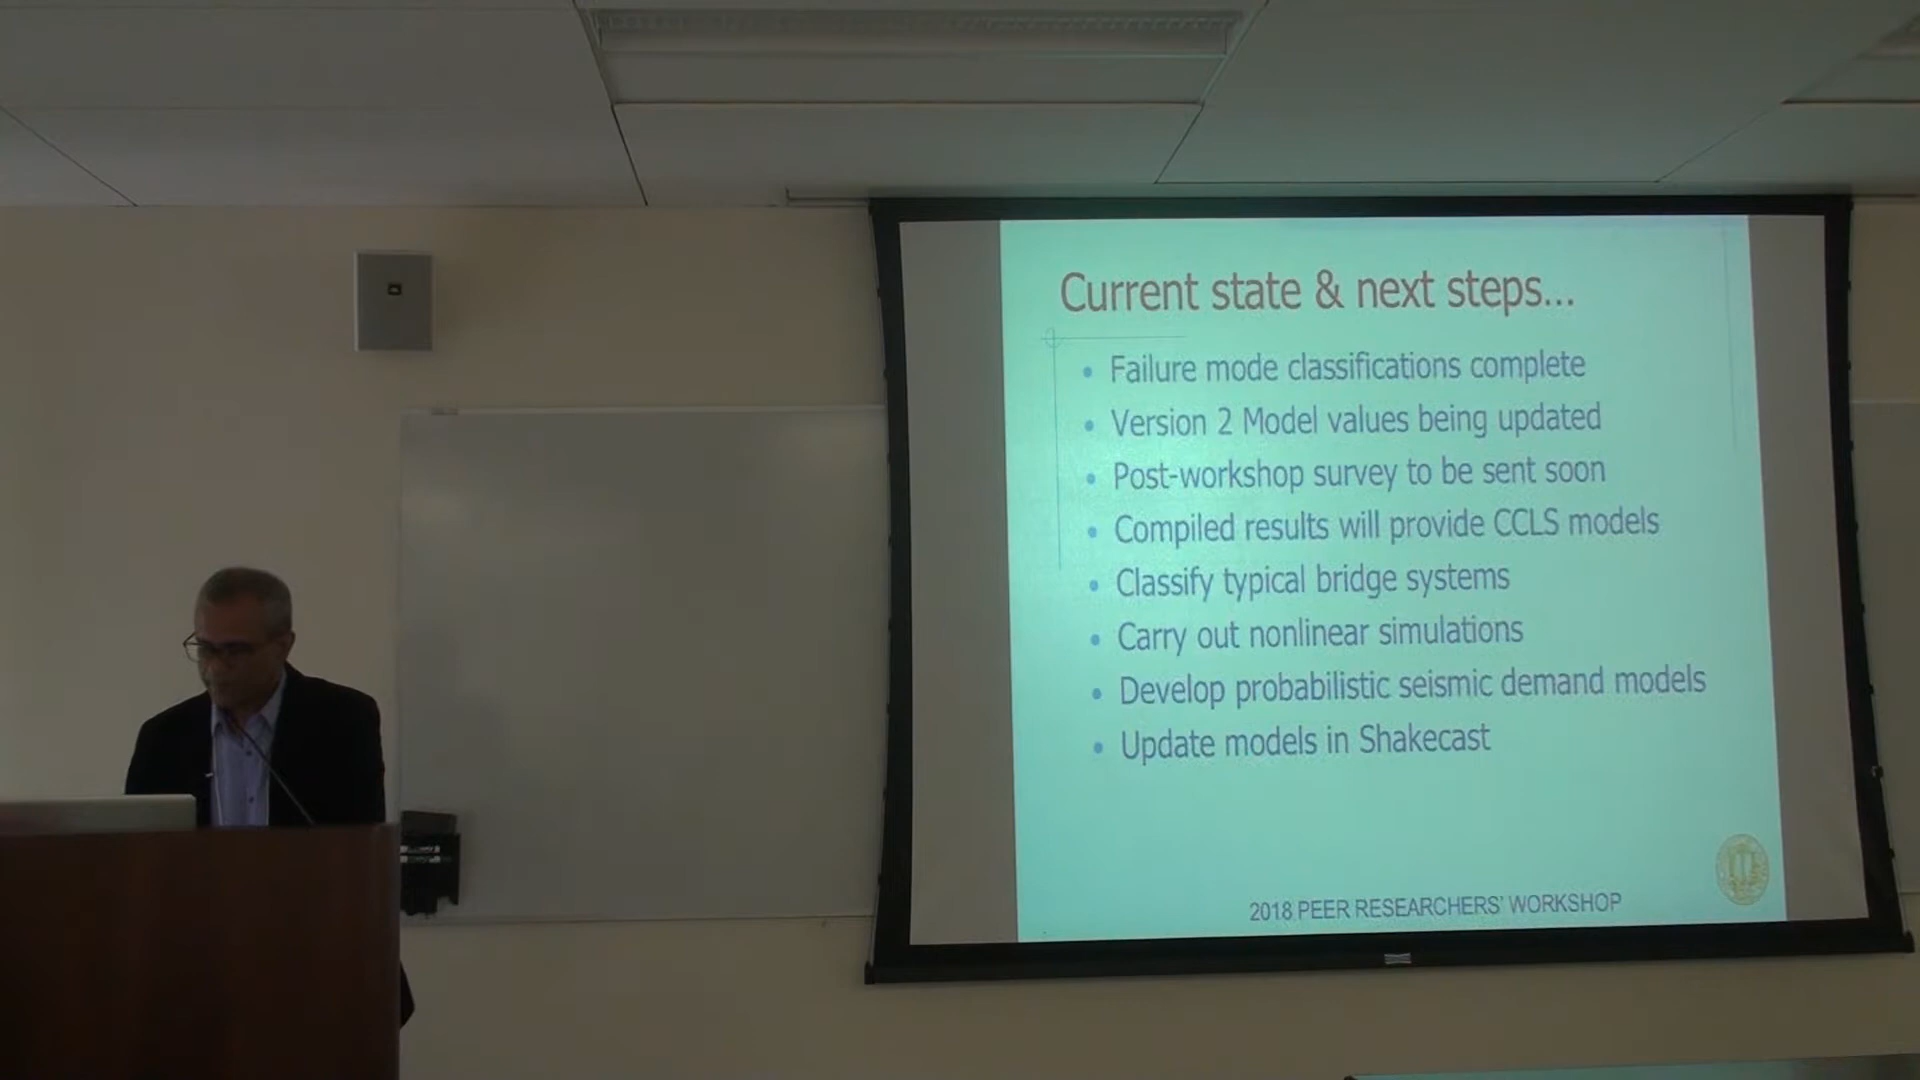 Current state & next steps...
• Failure mode classifications complete
• Version 2 Model values being updated
• Post-workshop survey to be sent soon
• Compiled results will provide CCLS models
• Classify typical bridge systems
• Carry out nonlinear simulations
• Develop probabilistic seismic demand models
• Update models in Shakecast
2018 PEER RESEARCHERS' WORKSHOP